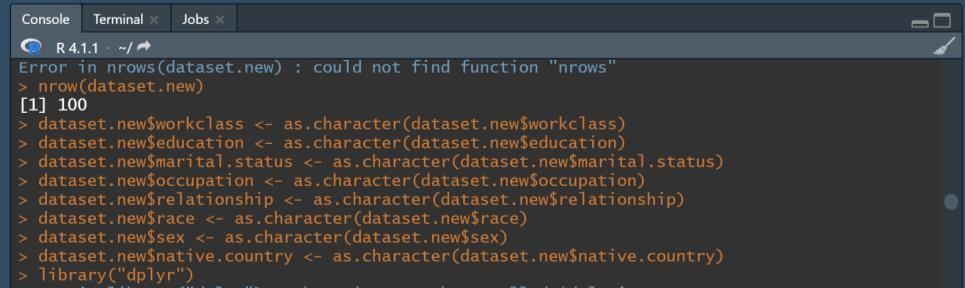 Console Terminal Jobs
R 4.1.1 · ~/
Error in nrows(dataset.new) : could not find function "nrows"
> nrow(dataset.new)
[1] 100
> dataset.new$workclass <- as.character(dataset.new$workclass)
> dataset.new$education <- as.character(dataset.new$education)
> dataset.new$marital.status <- as.character(dataset.new$marital.status)
> dataset.new$occupation <- as.character(dataset.new$occupation)
> dataset.new$relationship <- as.character(dataset.new$relationship)
> dataset.new$race <- as.character(dataset.new$race)
> dataset.new$sex <- as.character(dataset.new$sex)
> dataset.new$native.country <- as.character(dataset.new$native.country)
> library("dplyr")